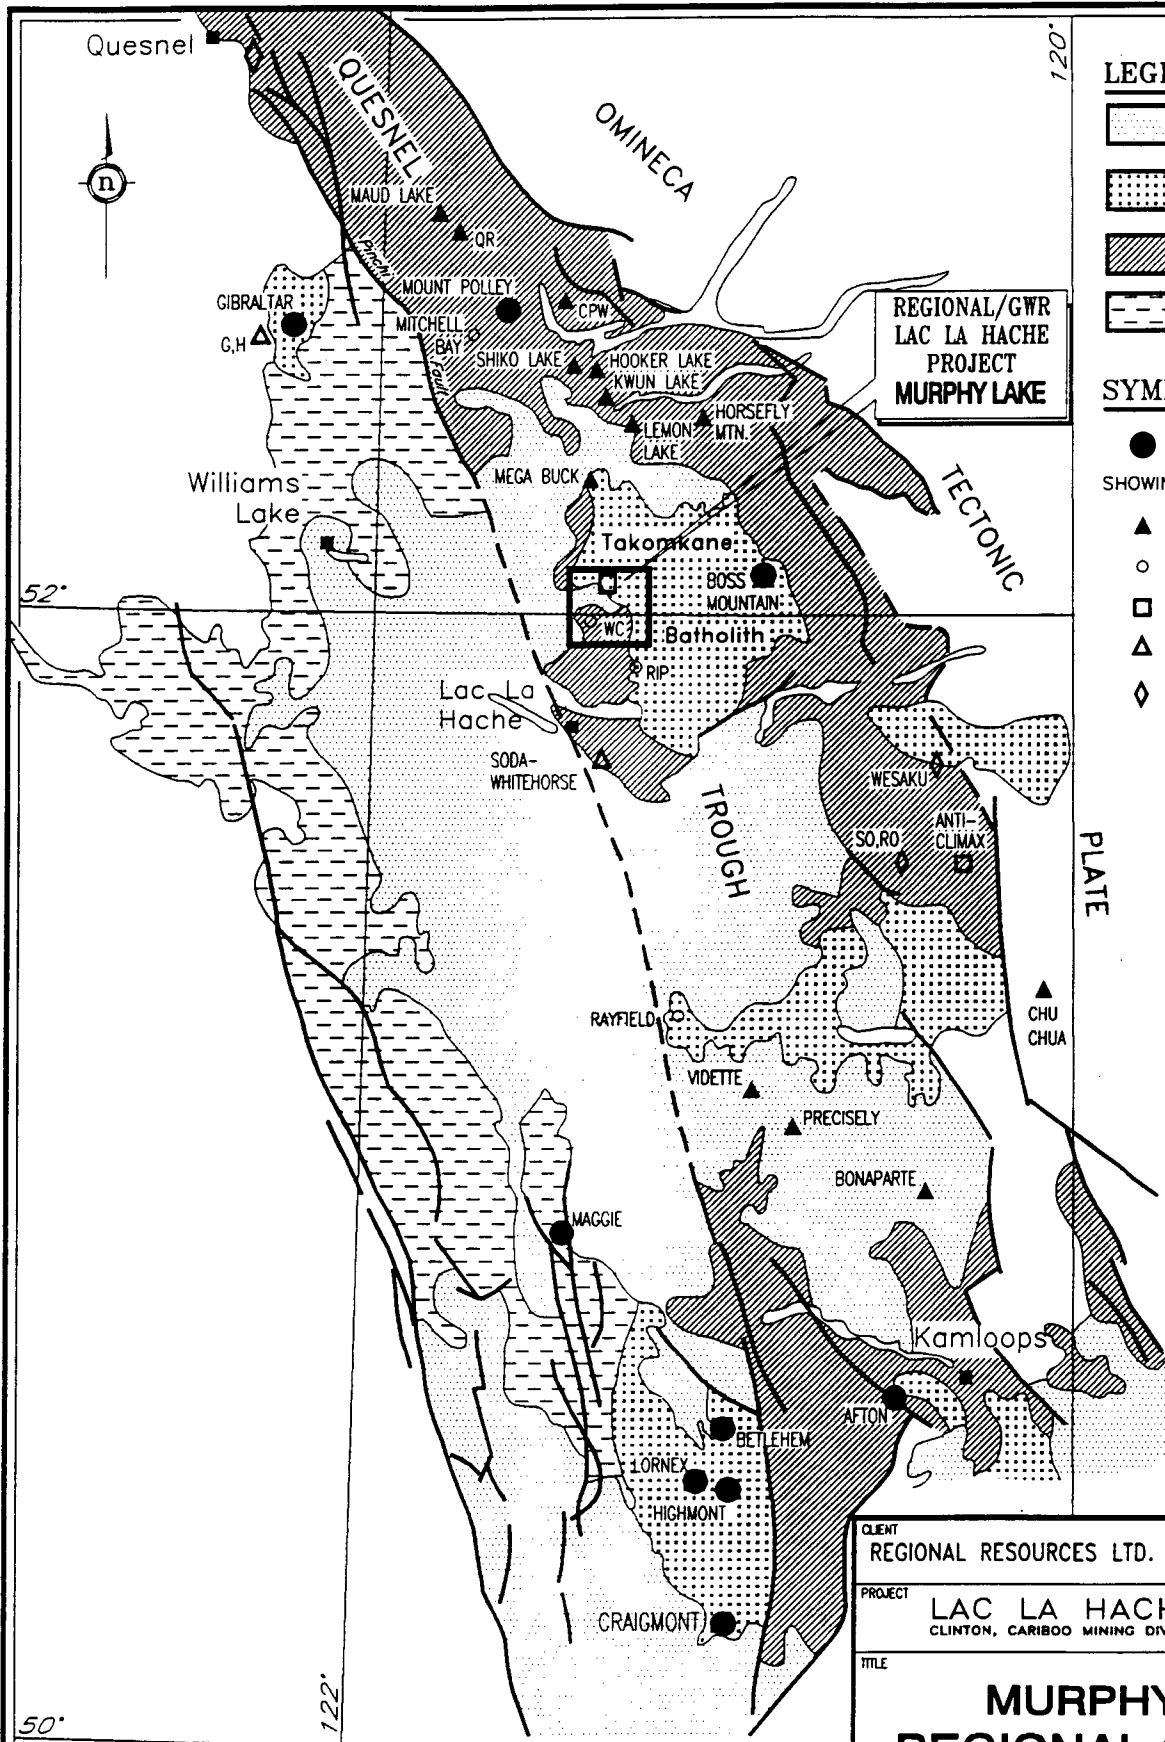 Quesnel
120°
LEGE
QUESNEL
OMINECA
n
MAUD LAKE
QR
Pinchi
MOUNT POLLEY
GIBRALTAR
G,H
CPW
MITCHELL
BAY
SHIKO LAKE
HOOKER LAKE
KWUN LAKE
Fault
REGIONAL/GWR
LAC LA HACHE
PROJECT
MURPHY LAKE
SYM
HORSEFLY
MTN.
LEMON
LAKE
SHOWIN
MEGA BUCK
Williams
Lake
TECTONIC
Takomkane
BOSS
MOUNTAIN
52°
WC
Batholith
RIP
Lac La
Hache
SODA-
WHITEHORSE
WESAKU
TROUGH
SO,RO
ANTI-
CLIMAX
PLATE
RAYFIELD
CHU
CHUA
VIDETTE
PRECISELY
BONAPARTE
MAGGIE
Kamloops
AFTON
BETLEHEM
LORNEX
HIGHMONT
CRAIGMONT
122°
50°
CLIENT
REGIONAL RESOURCES LTD.
PROJECT
LAC LA HACH
CLINTON, CARIBOO MINING DIV
TITLE
MURPHY
REGIONAL